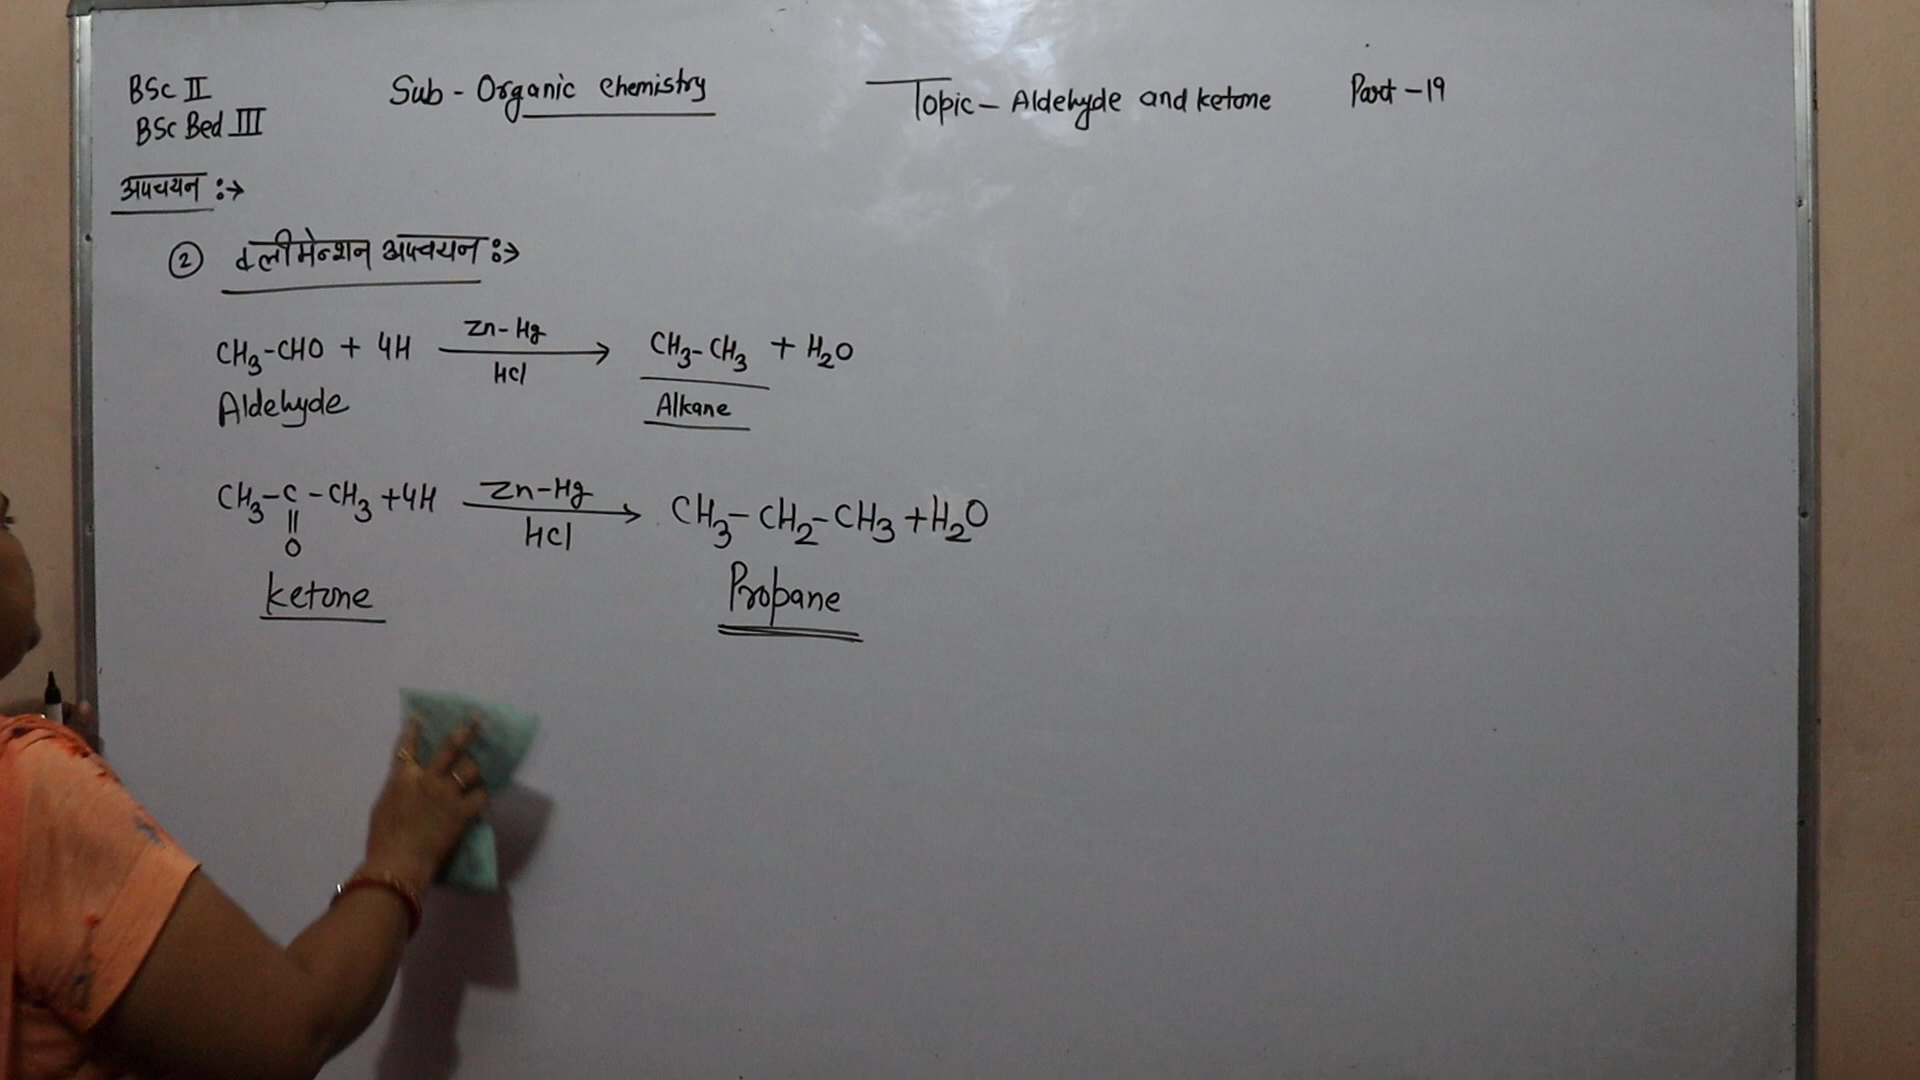 BSc II Sub - Organic chemistry Topic - Aldehyde and ketone Part - 19
BSc Bed III
अपचयन :→
② क्लीमेन्शन अपचयन :→
Zn-Hg
CH3-CHO + 4H → CH3-CH3 + H2O
HCl
Aldehyde Alkane
Zn-Hg
CH3-C-CH3 + 4H → CH3-CH2-CH3 + H2O
||
O HCl
Ketone Propane